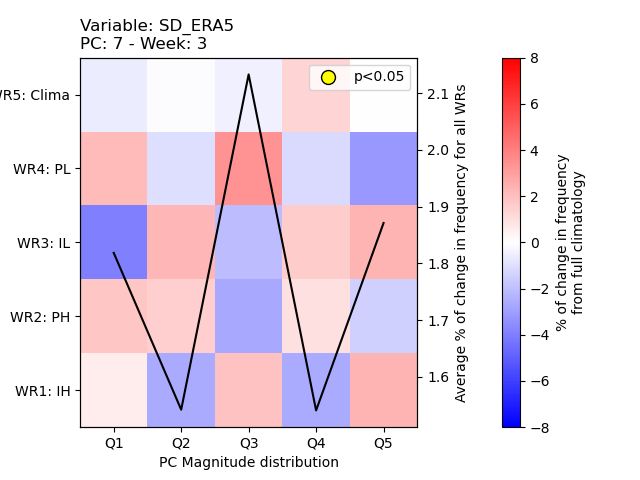 Variable: SD_ERA5
PC: 7 - Week: 3
p<0.05
WR5: Clima
WR4: PL
WR3: IL
WR2: PH
WR1: IH
Q1 Q2 Q3 Q4 Q5
PC Magnitude distribution
2.1
2.0
1.9
1.8
1.7
1.6
Average % of change in frequency for all WRs
8
6
4
2
0
−2
−4
−6
−8
% of change in frequency
from full climatology